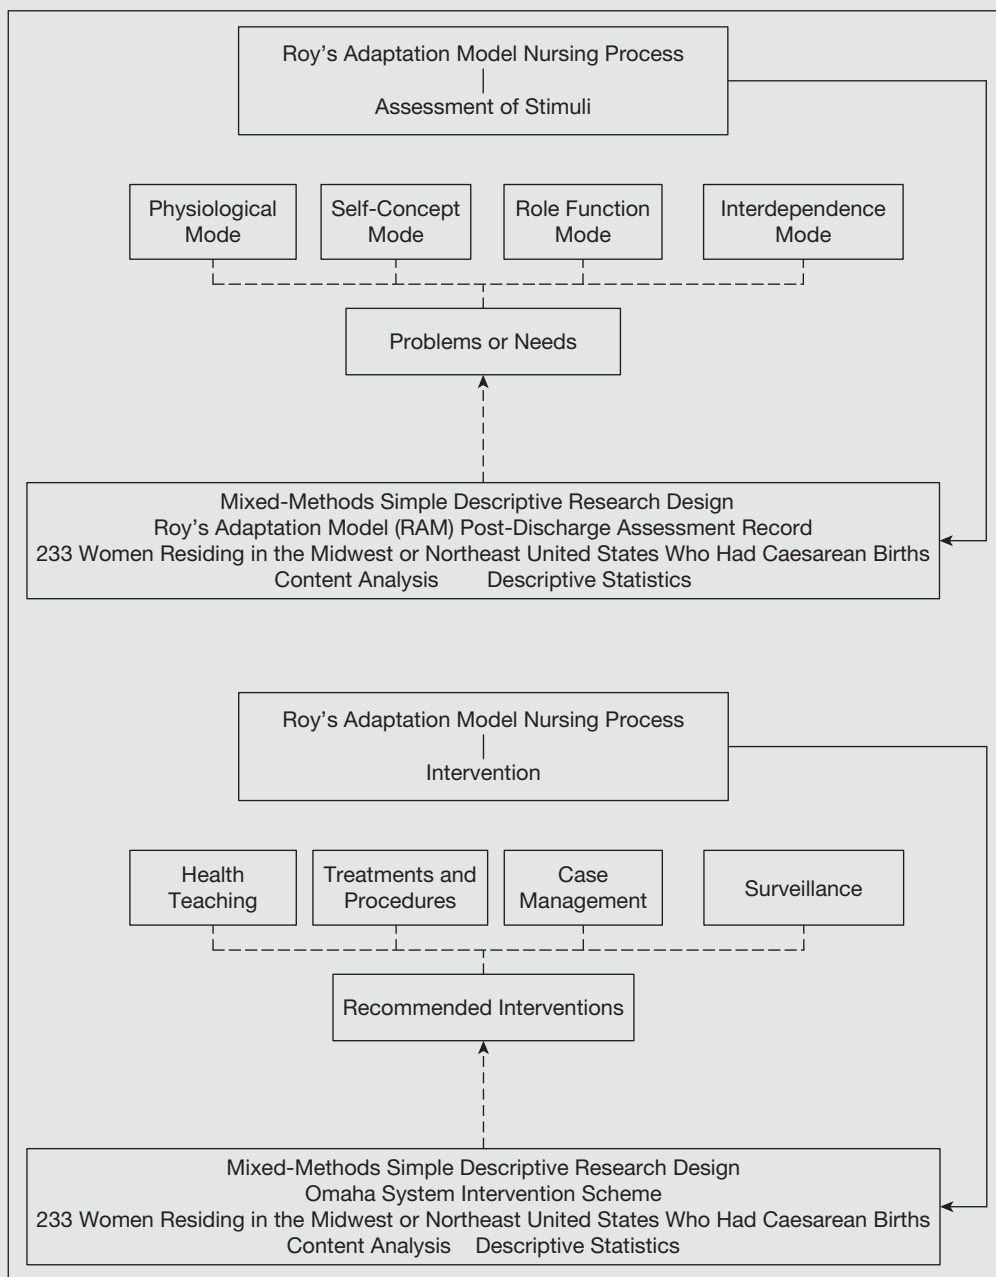 Roy's Adaptation Model Nursing Process
Assessment of Stimuli
Physiological
Mode
Self-Concept
Mode
Role Function
Mode
Interdependence
Mode
Problems or Needs
Mixed-Methods Simple Descriptive Research Design
Roy's Adaptation Model (RAM) Post-Discharge Assessment Record
233 Women Residing in the Midwest or Northeast United States Who Had Caesarean Births
Content Analysis Descriptive Statistics
Roy's Adaptation Model Nursing Process
Intervention
Health
Teaching
Treatments and
Procedures
Case
Management
Surveillance
Recommended Interventions
Mixed-Methods Simple Descriptive Research Design
Omaha System Intervention Scheme
233 Women Residing in the Midwest or Northeast United States Who Had Caesarean Births
Content Analysis Descriptive Statistics